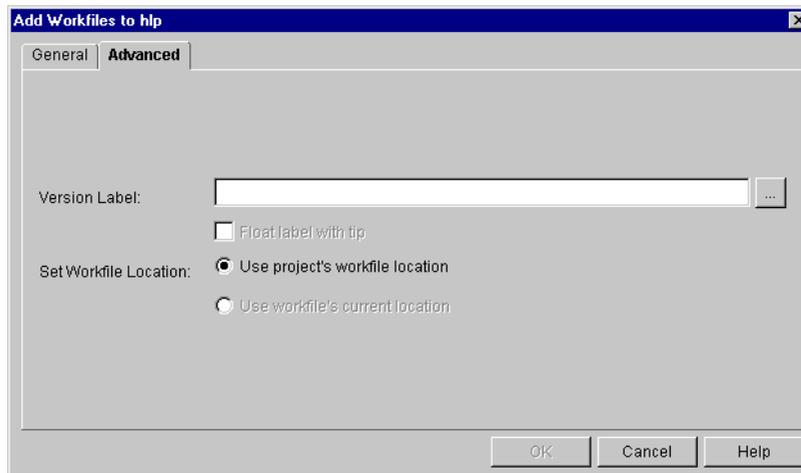 Add Workfiles to hlp
General Advanced
Version Label:
...
Float label with tip
Set Workfile Location: Use project's workfile location
Use workfile's current location
OK Cancel Help